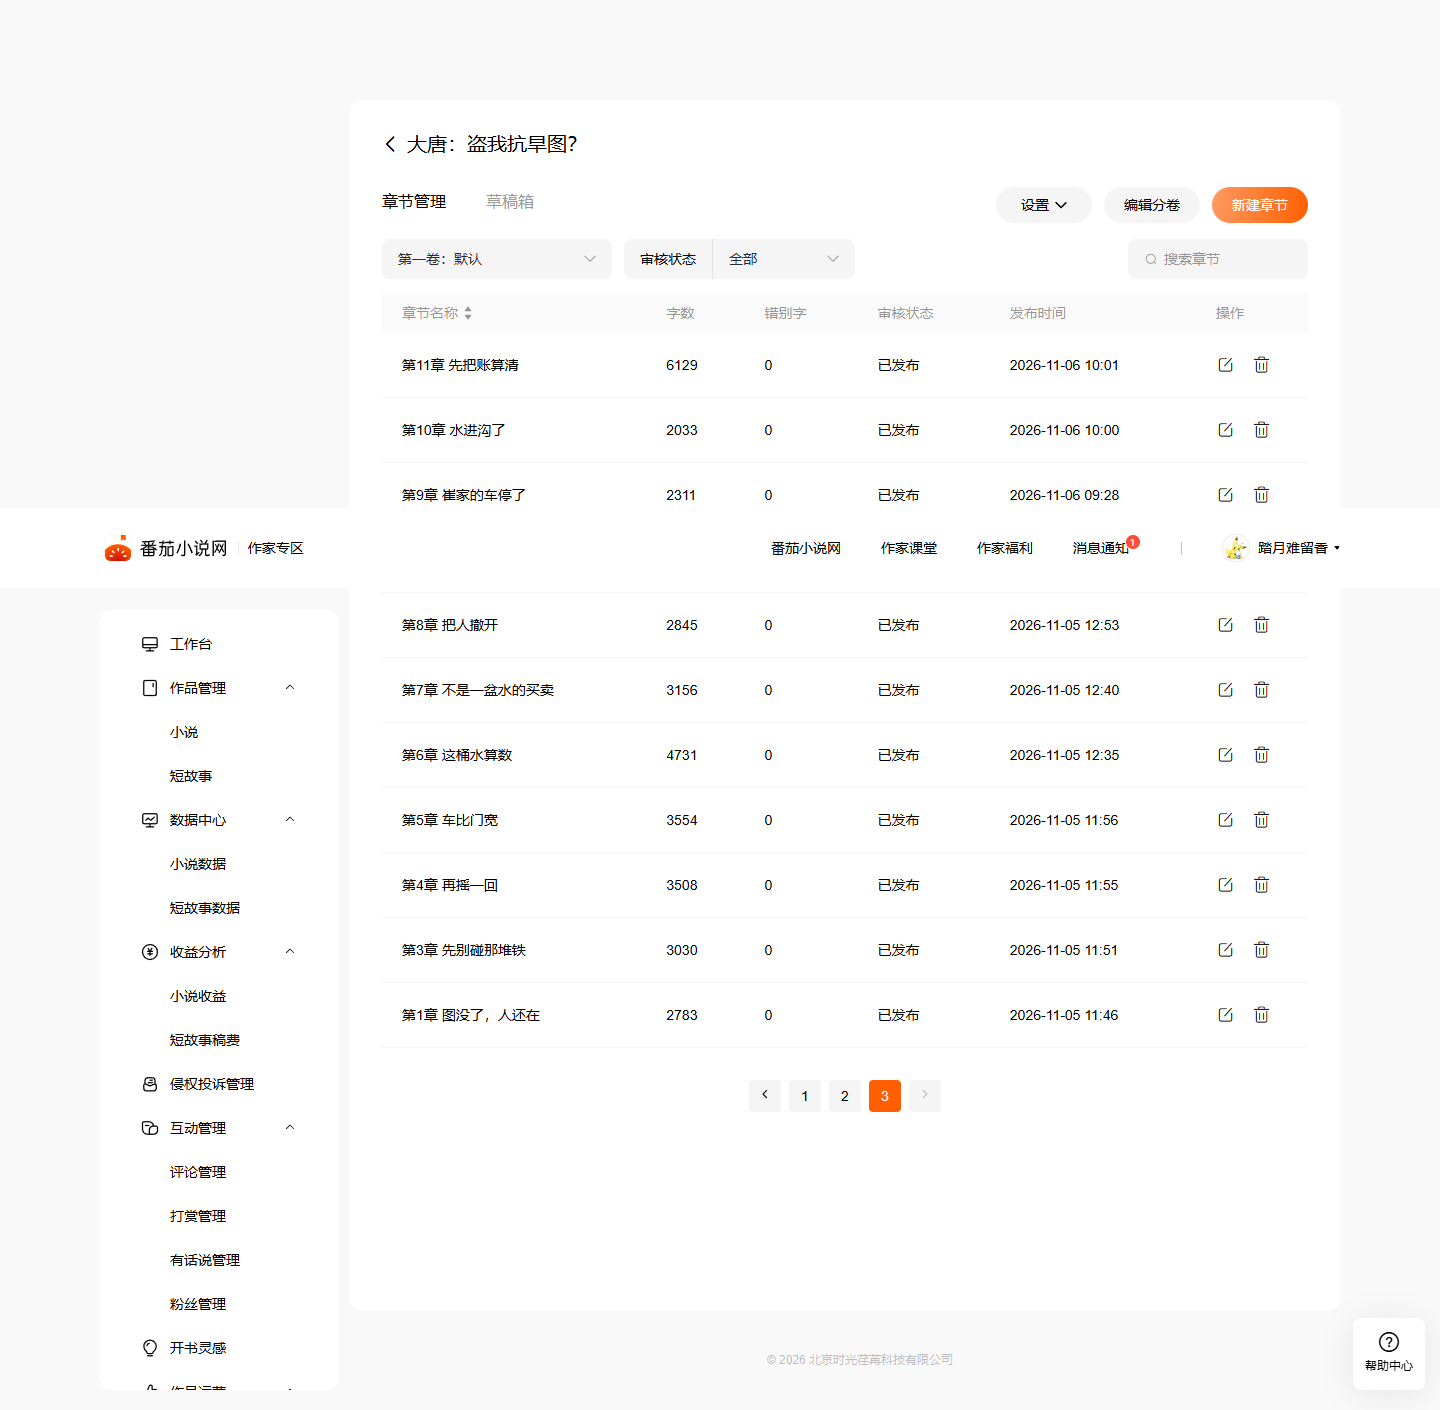 大唐：盗我抗旱图？
章节管理 草稿箱
设置 编辑分卷 新建章节
第一卷：默认 审核状态 全部 搜索章节
章节名称 字数 错别字 审核状态 发布时间 操作
第11章 先把账算清 6129 0 已发布 2026-11-06 10:01
第10章 水进沟了 2033 0 已发布 2026-11-06 10:00
第9章 崔家的车停了 2311 0 已发布 2026-11-06 09:28
番茄小说网 作家专区 番茄小说网 作家课堂 作家福利 消息通知 1 踏月难留香
第8章 把人撤开 2845 0 已发布 2026-11-05 12:53
第7章 不是一盆水的买卖 3156 0 已发布 2026-11-05 12:40
第6章 这桶水算数 4731 0 已发布 2026-11-05 12:35
第5章 车比门宽 3554 0 已发布 2026-11-05 11:56
第4章 再摇一回 3508 0 已发布 2026-11-05 11:55
第3章 先别碰那堆铁 3030 0 已发布 2026-11-05 11:51
第1章 图没了，人还在 2783 0 已发布 2026-11-05 11:46
1 2 3
工作台
作品管理
小说
短故事
数据中心
小说数据
短故事数据
收益分析
小说收益
短故事稿费
侵权投诉管理
互动管理
评论管理
打赏管理
有话说管理
粉丝管理
开书灵感
© 2026 北京时光荏苒科技有限公司
帮助中心